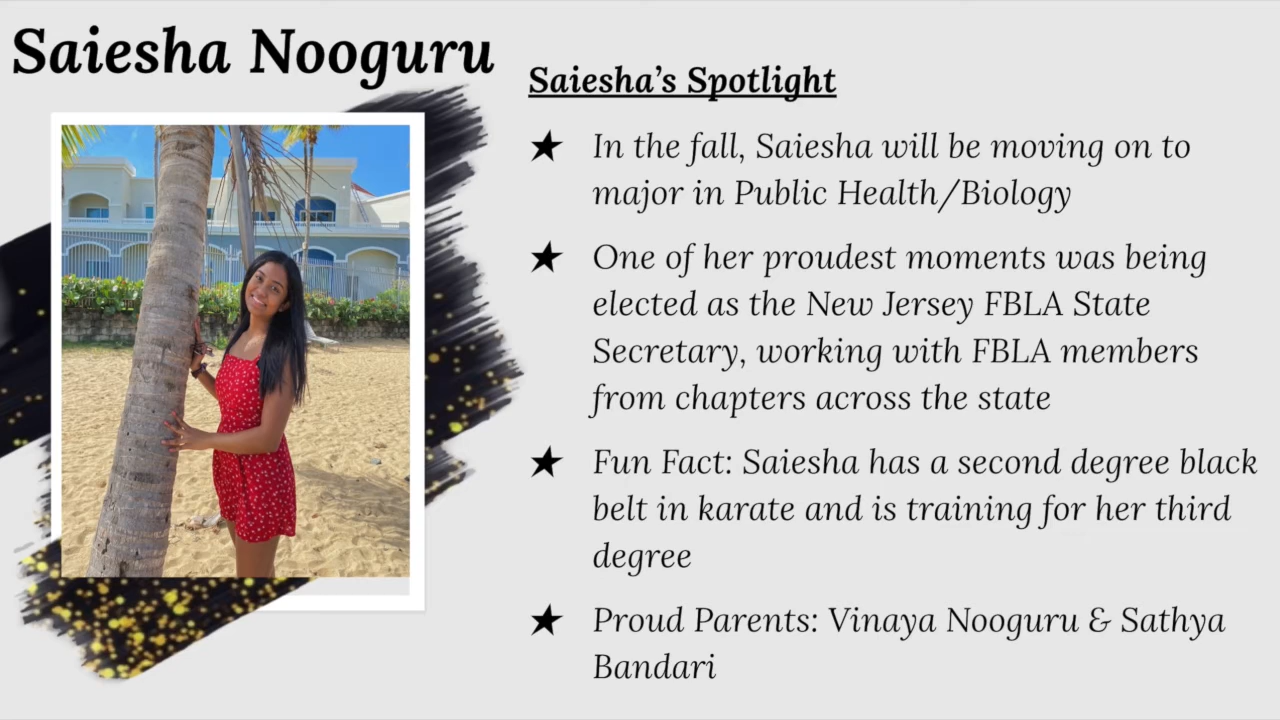 Saiesha Nooguru
Saiesha’s Spotlight
★ In the fall, Saiesha will be moving on to
major in Public Health/Biology
★ One of her proudest moments was being
elected as the New Jersey FBLA State
Secretary, working with FBLA members
from chapters across the state
★ Fun Fact: Saiesha has a second degree black
belt in karate and is training for her third
degree
★ Proud Parents: Vinaya Nooguru & Sathya
Bandari